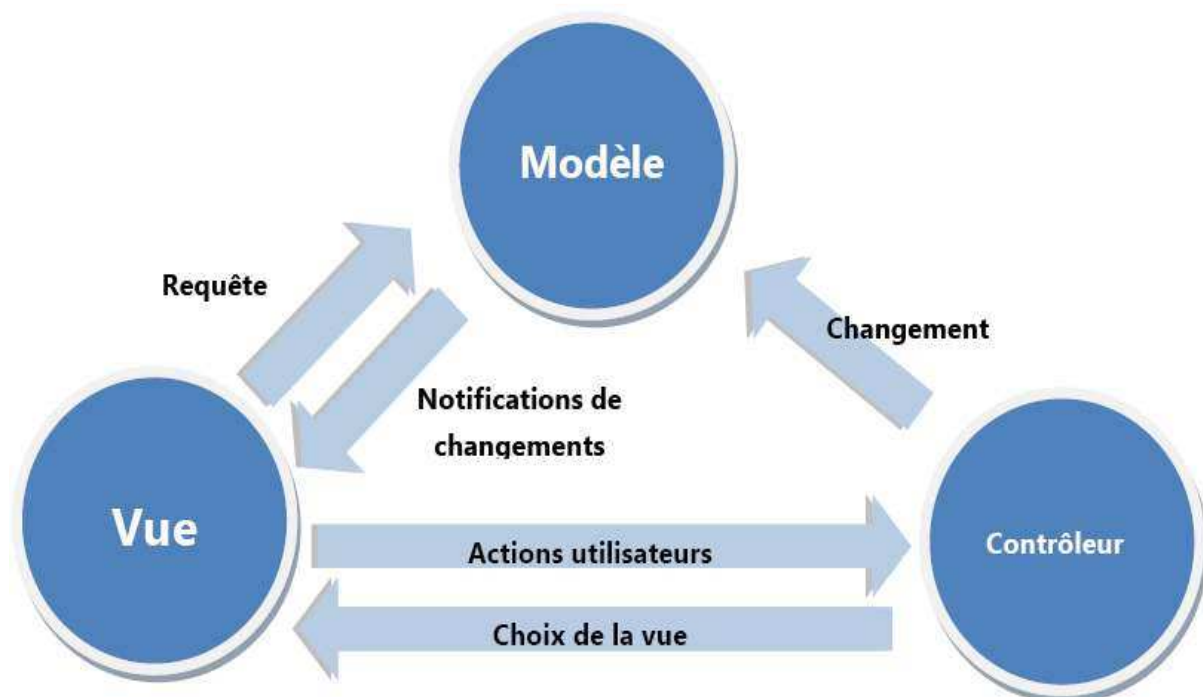 Modèle
Requête
Changement
Notifications de
changements
Vue
Actions utilisateurs
Contrôleur
Choix de la vue